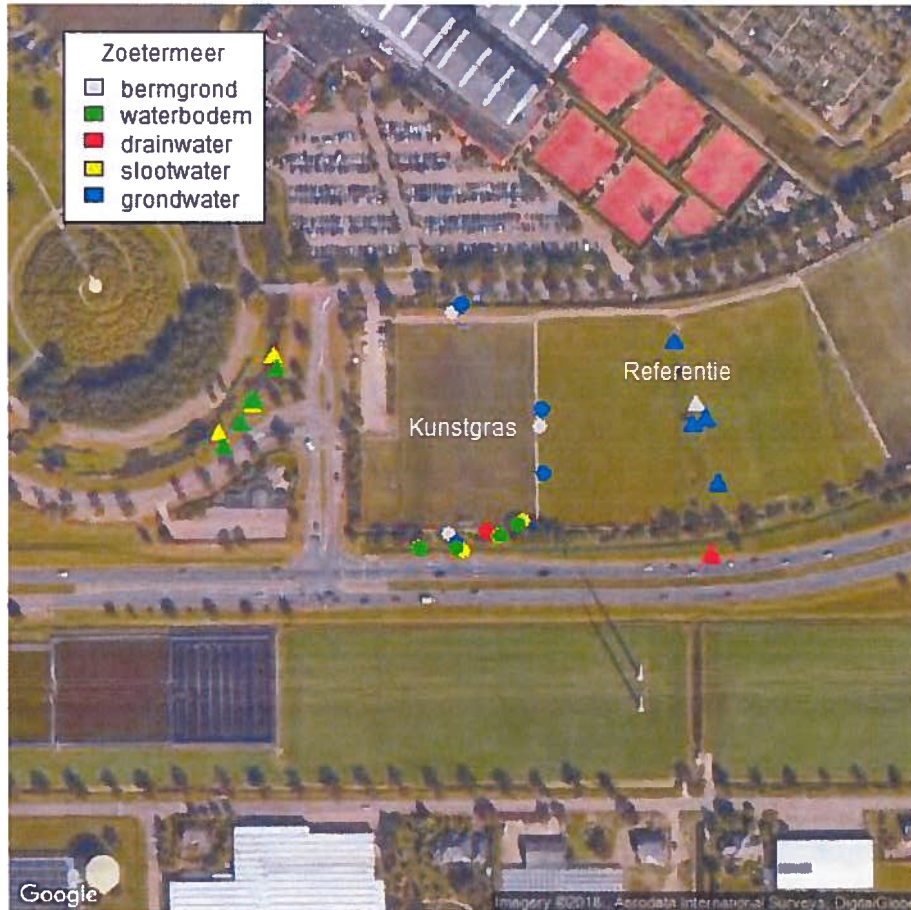 Zoetermeer
bermgrond
waterbodem
drainwater
slootwater
grondwater
Referentie
Kunstgras
Google
Imagery ©2018, Aerodata International Surveys, DigitalGlobe